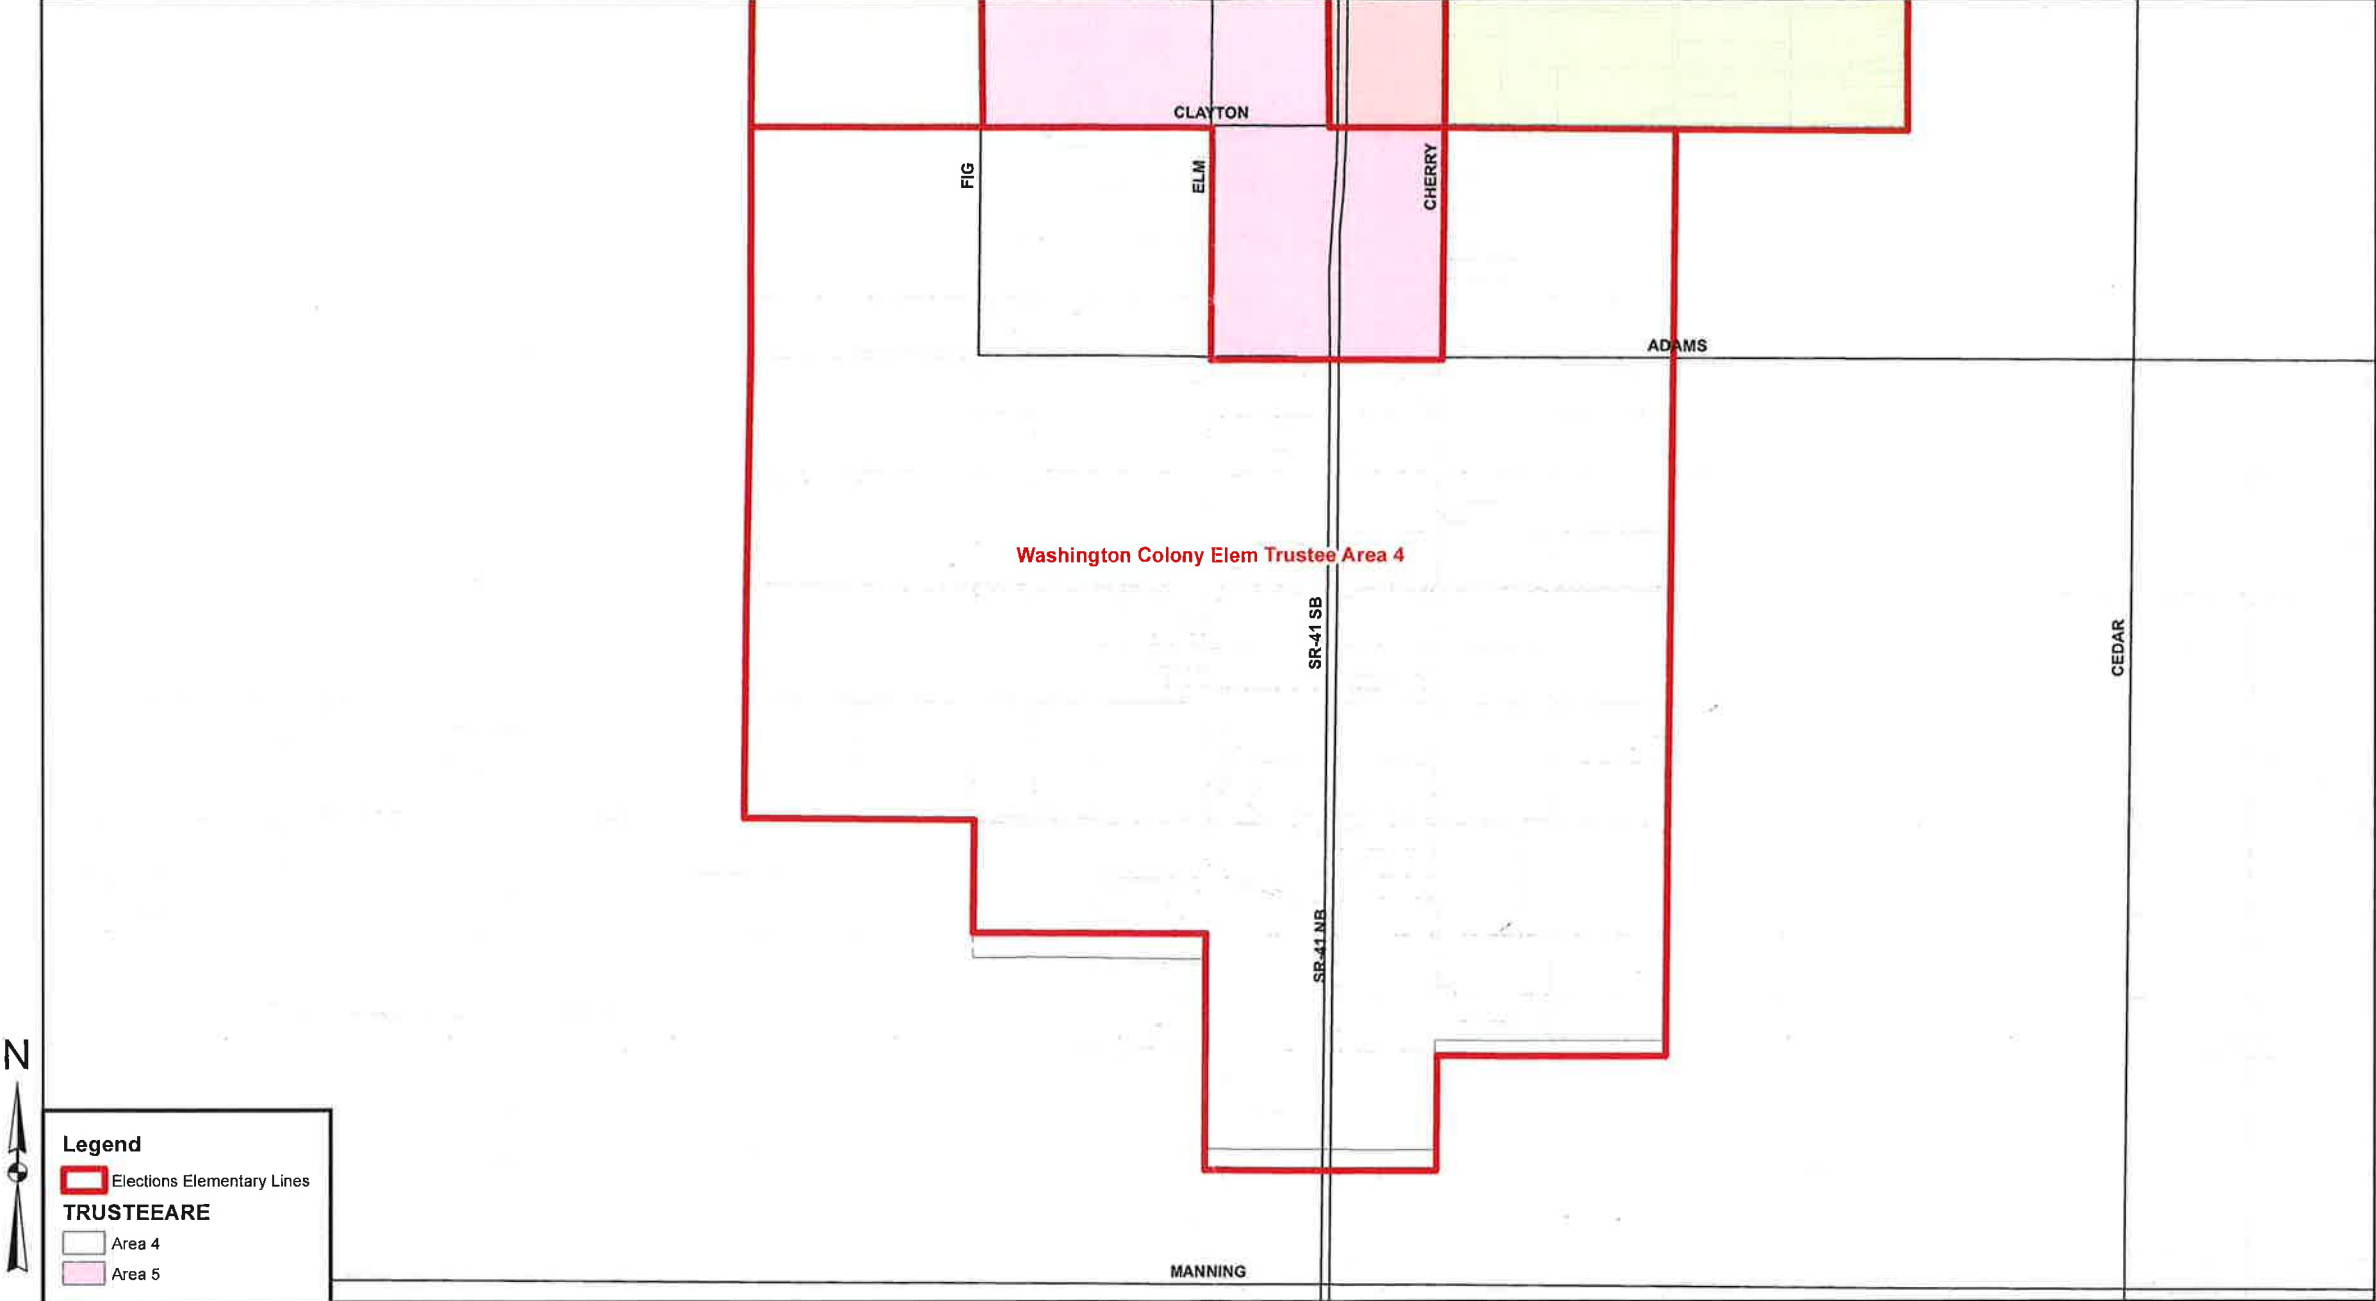 CLAYTON
FIG
ELM
CHERRY
ADAMS
Washington Colony Elem Trustee Area 4
SR-41 SB
CEDAR
SR-41 NB
N
Legend
Elections Elementary Lines
TRUSTEEARE
Area 4
Area 5
MANNING